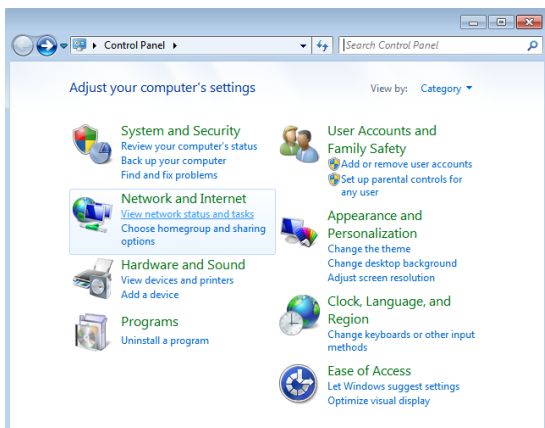 Control Panel
Search Control Panel
Adjust your computer's settings
View by: Category
System and Security
Review your computer's status
Back up your computer
Find and fix problems
Network and Internet
View network status and tasks
Choose homegroup and sharing
options
Hardware and Sound
View devices and printers
Add a device
Programs
Uninstall a program
User Accounts and
Family Safety
Add or remove user accounts
Set up parental controls for
any user
Appearance and
Personalization
Change the theme
Change desktop background
Adjust screen resolution
Clock, Language, and
Region
Change keyboards or other input
methods
Ease of Access
Let Windows suggest settings
Optimize visual display